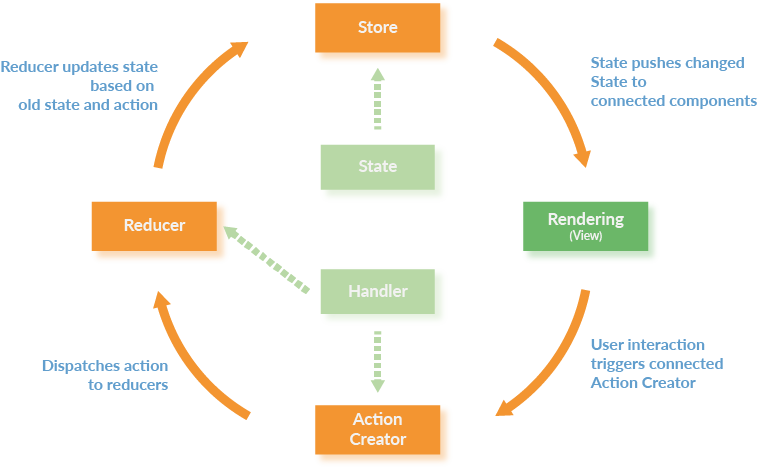 Store
Reducer updates state
based on
old state and action
State pushes changed
State to
connected components
State
Reducer
Rendering
(View)
Handler
Dispatches action
to reducers
User interaction
triggers connected
Action Creator
Action
Creator